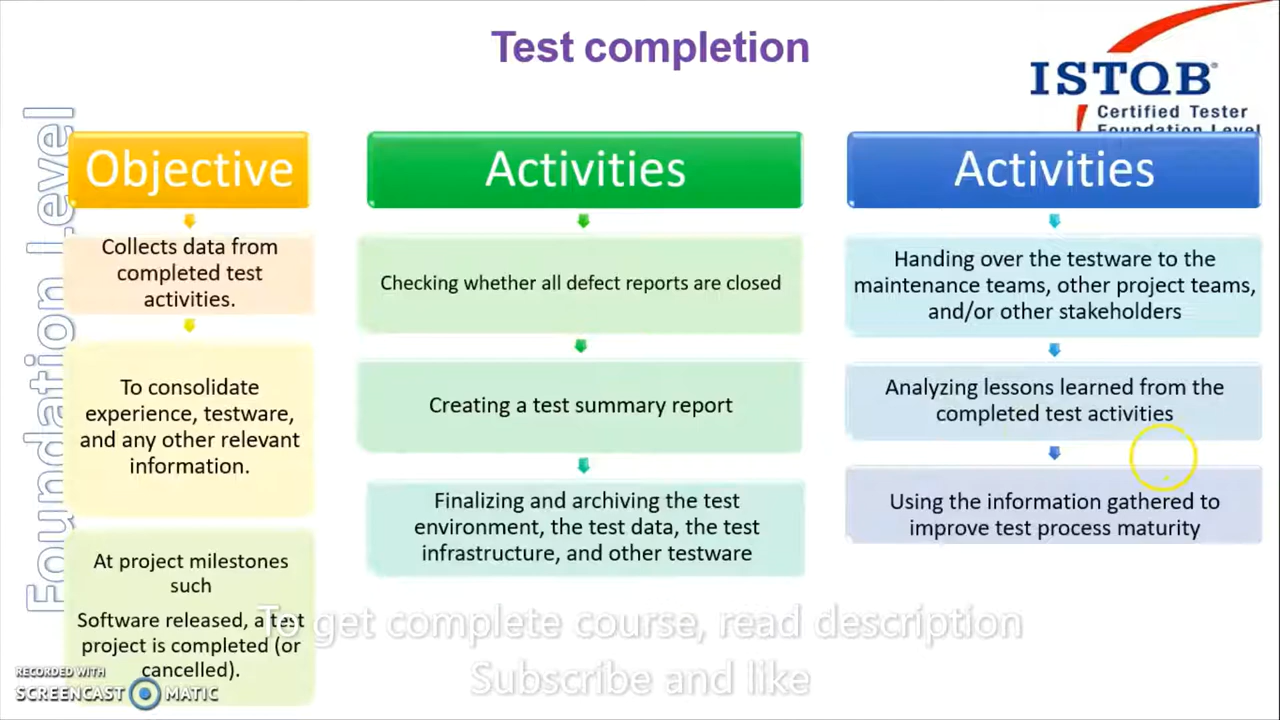 Test completion
ISTQB
Certified Tester
Foundation Level
Foundation Level
Objective
Collects data from
completed test
activities.
To consolidate
experience, testware,
and any other relevant
information.
At project milestones
such
Software released, a test
project is completed (or
cancelled).
Activities
Checking whether all defect reports are closed
Creating a test summary report
Finalizing and archiving the test
environment, the test data, the test
infrastructure, and other testware
Activities
Handing over the testware to the
maintenance teams, other project teams,
and/or other stakeholders
Analyzing lessons learned from the
completed test activities
Using the information gathered to
improve test process maturity
To get complete course, read description
Subscribe and like
RECORDED WITH
SCREENCAST MATIC